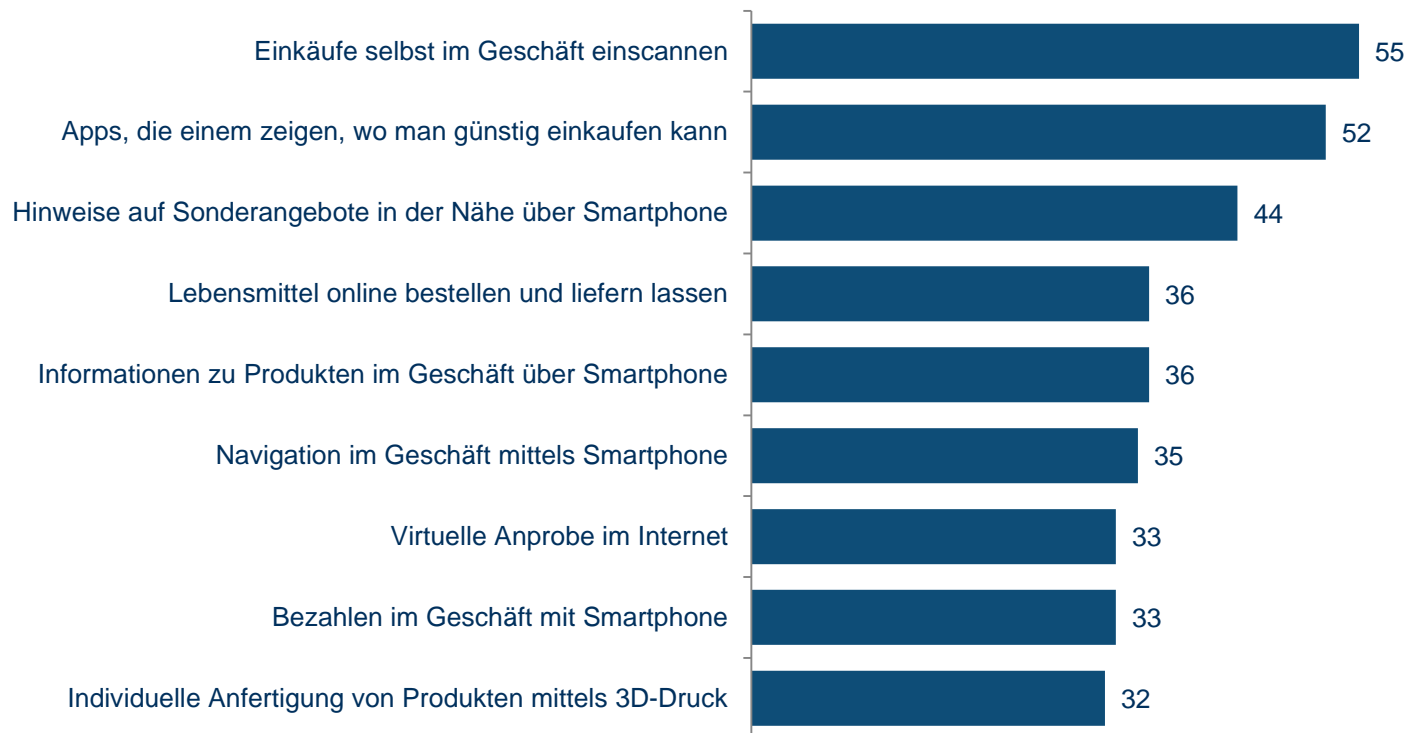 Einkäufe selbst im Geschäft einscannen 55
Apps, die einem zeigen, wo man günstig einkaufen kann 52
Hinweise auf Sonderangebote in der Nähe über Smartphone 44
Lebensmittel online bestellen und liefern lassen 36
Informationen zu Produkten im Geschäft über Smartphone 36
Navigation im Geschäft mittels Smartphone 35
Virtuelle Anprobe im Internet 33
Bezahlen im Geschäft mit Smartphone 33
Individuelle Anfertigung von Produkten mittels 3D-Druck 32